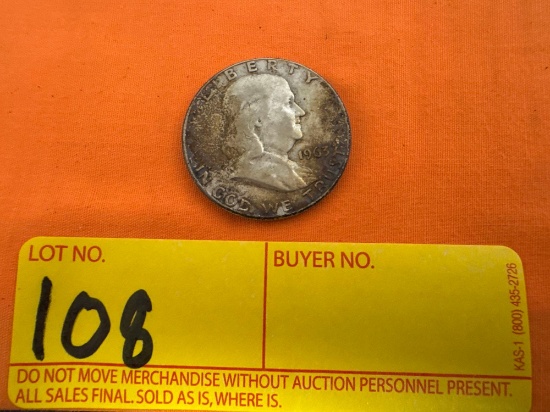 LIBERTY
1963
IN GOD WE TRUST
LOT NO.
BUYER NO.
108
KAS-1 (800) 435-2726
DO NOT MOVE MERCHANDISE WITHOUT AUCTION PERSONNEL PRESENT.
ALL SALES FINAL. SOLD AS IS, WHERE IS.